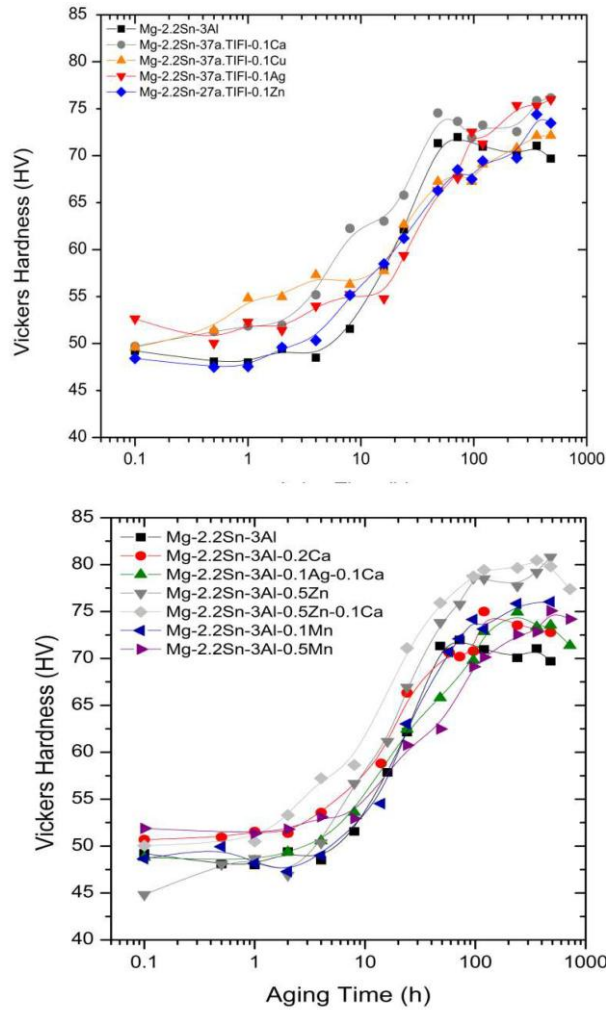 Mg-2.2Sn-3Al
Mg-2.2Sn-37a.TIFI-0.1Ca
Mg-2.2Sn-37a.TIFI-0.1Cu
Mg-2.2Sn-37a.TIFI-0.1Ag
Mg-2.2Sn-27a.TIFI-0.1Zn
Vickers Hardness (HV)
80
75
70
65
60
55
50
45
40
0.1
1
10
100
1000
Mg-2.2Sn-3Al
Mg-2.2Sn-3Al-0.2Ca
Mg-2.2Sn-3Al-0.1Ag-0.1Ca
Mg-2.2Sn-3Al-0.5Zn
Mg-2.2Sn-3Al-0.5Zn-0.1Ca
Mg-2.2Sn-3Al-0.1Mn
Mg-2.2Sn-3Al-0.5Mn
Vickers Hardness (HV)
85
80
75
70
65
60
55
50
45
40
0.1
1
10
100
1000
Aging Time (h)